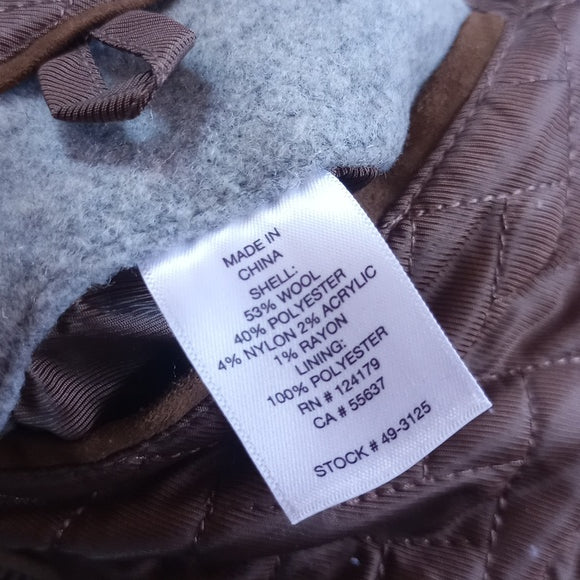 MADE IN
CHINA
SHELL:
53% WOOL
40% POLYESTER
4% NYLON 2% ACRYLIC
1% RAYON
LINING:
100% POLYESTER
RN # 124179
CA # 55637
STOCK # 49-3125